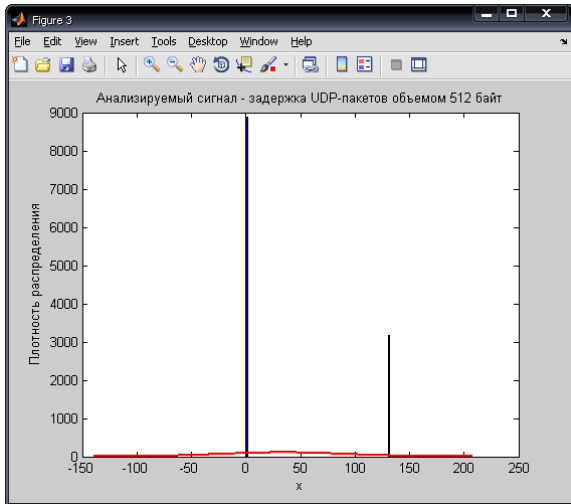 Figure 3
File Edit View Insert Tools Desktop Window Help
Анализируемый сигнал - задержка UDP-пакетов объемом 512 байт
Плотность распределения
9000
8000
7000
6000
5000
4000
3000
2000
1000
0
-150 -100 -50 0 50 100 150 200 250
x